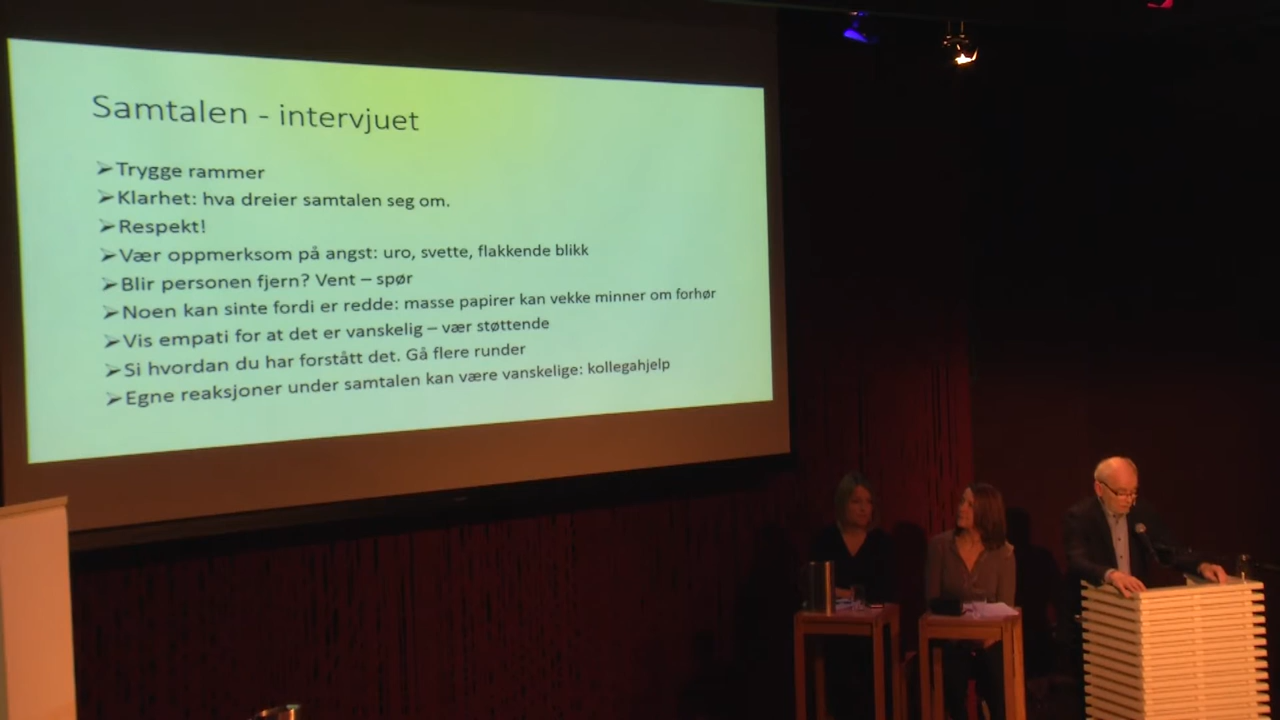 Samtalen - intervjuet
➢Trygge rammer
➢Klarhet: hva dreier samtalen seg om.
➢Respekt!
➢Vær oppmerksom på angst: uro, svette, flakkende blikk
➢Blir personen fjern? Vent – spør
➢Noen kan sinte fordi er redde: masse papirer kan vekke minner om forhør
➢Vis empati for at det er vanskelig – vær støttende
➢Si hvordan du har forstått det. Gå flere runder
➢Egne reaksjoner under samtalen kan være vanskelige: kollegahjelp